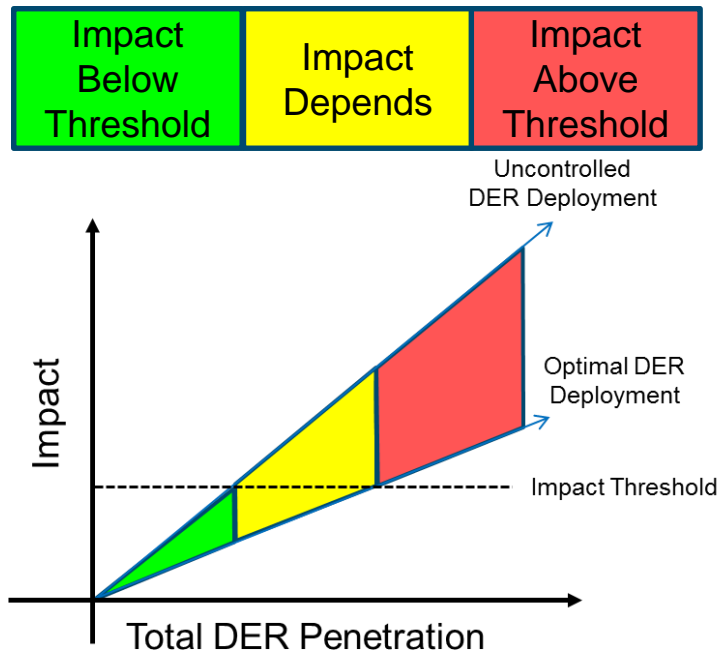 Impact
Below
Threshold
Impact
Depends
Impact
Above
Threshold
Uncontrolled
DER Deployment
Impact
Optimal DER
Deployment
Impact Threshold
Total DER Penetration